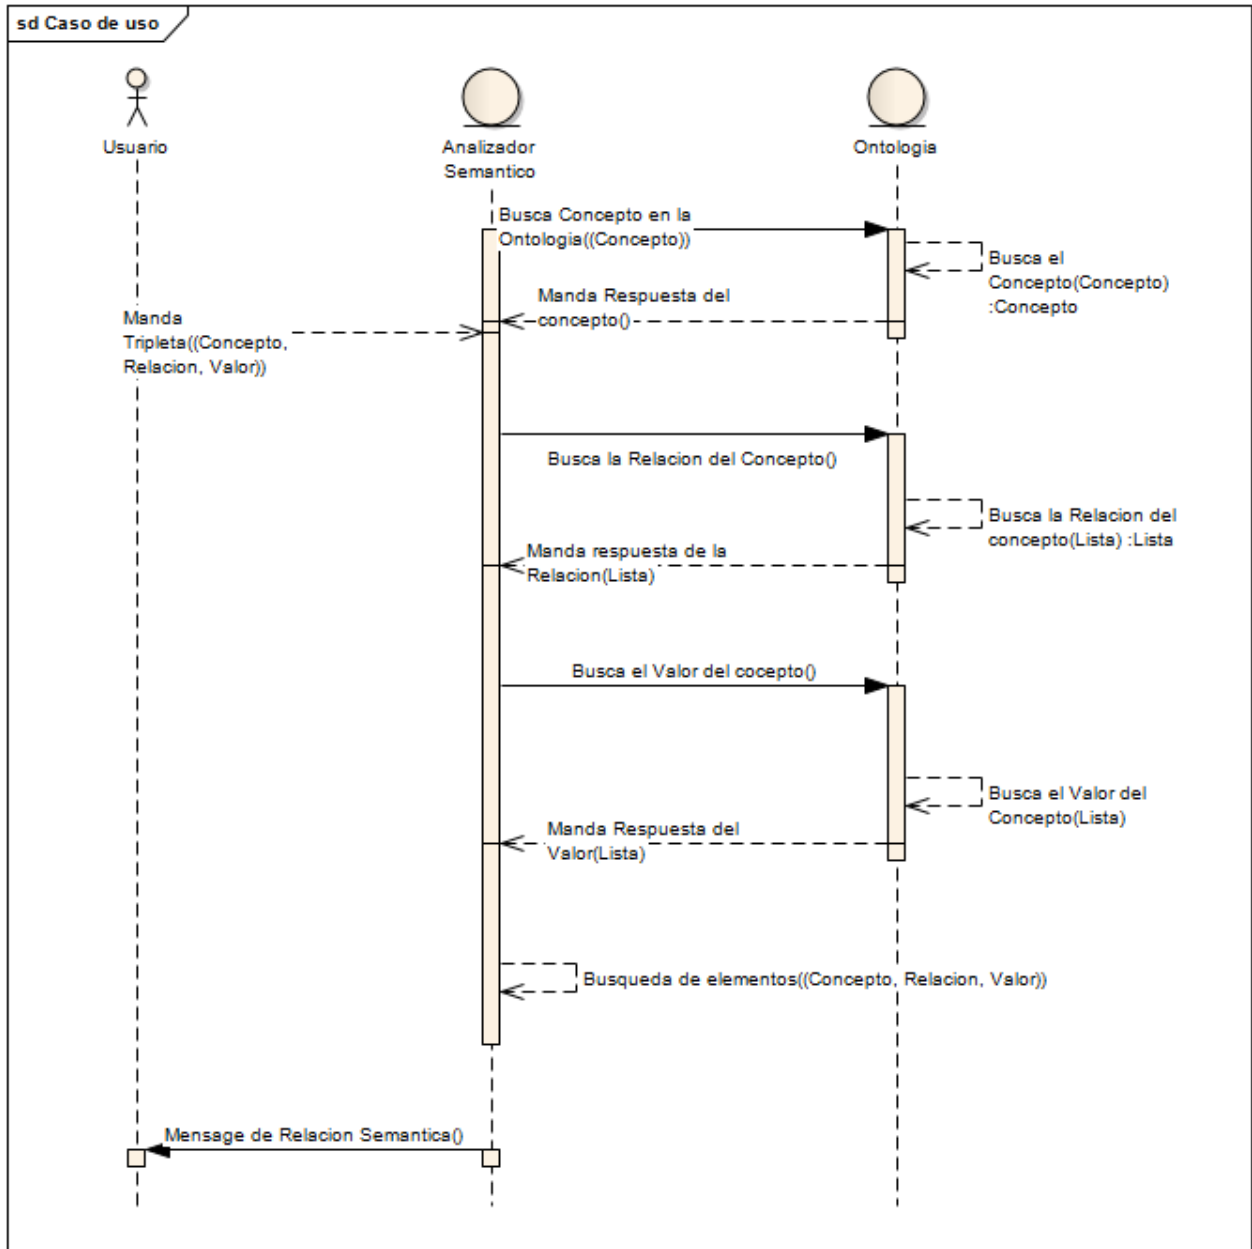 sd Caso de uso
Usuario
Analizador
Semantico
Ontologia
Busca Concepto en la
Ontologia((Concepto))
Busca el
Concepto(Concepto)
:Concepto
Manda Respuesta del
concepto()
Manda
Tripleta((Concepto,
Relacion, Valor))
Busca la Relacion del Concepto()
Busca la Relacion del
concepto(Lista) :Lista
Manda respuesta de la
Relacion(Lista)
Busca el Valor del cocepto()
Busca el Valor del
Concepto(Lista)
Manda Respuesta del
Valor(Lista)
Busqueda de elementos((Concepto, Relacion, Valor))
Mensage de Relacion Semantica()